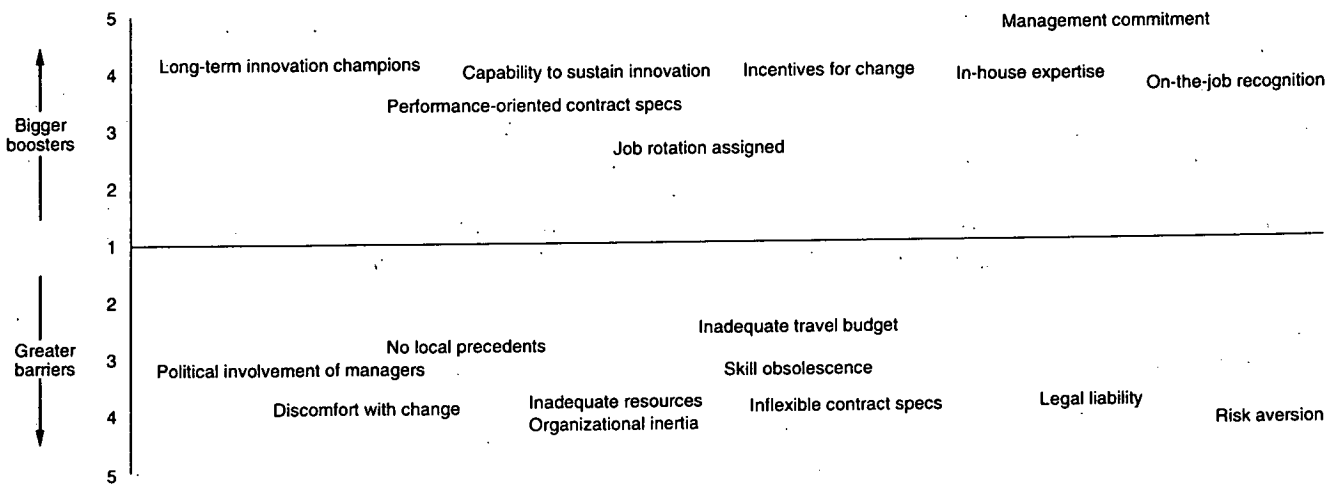 5
Management commitment
Long-term innovation champions
4
Capability to sustain innovation
Incentives for change
In-house expertise
On-the-job recognition
Performance-oriented contract specs
Bigger
boosters
3
Job rotation assigned
2
1
2
Inadequate travel budget
No local precedents
Greater
barriers
3
Political involvement of managers
Skill obsolescence
Discomfort with change
Inadequate resources
Organizational inertia
Inflexible contract specs
Legal liability
Risk aversion
4
5